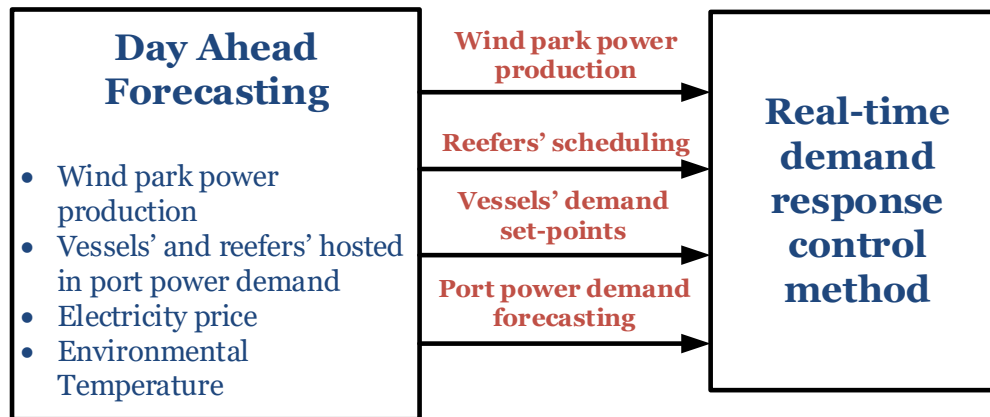 Day Ahead
Forecasting
• Wind park power
production
• Vessels’ and reefers’ hosted
in port power demand
• Electricity price
• Environmental
Temperature
Wind park power
production
Reefers’ scheduling
Vessels’ demand
set-points
Port power demand
forecasting
Real-time
demand
response
control
method